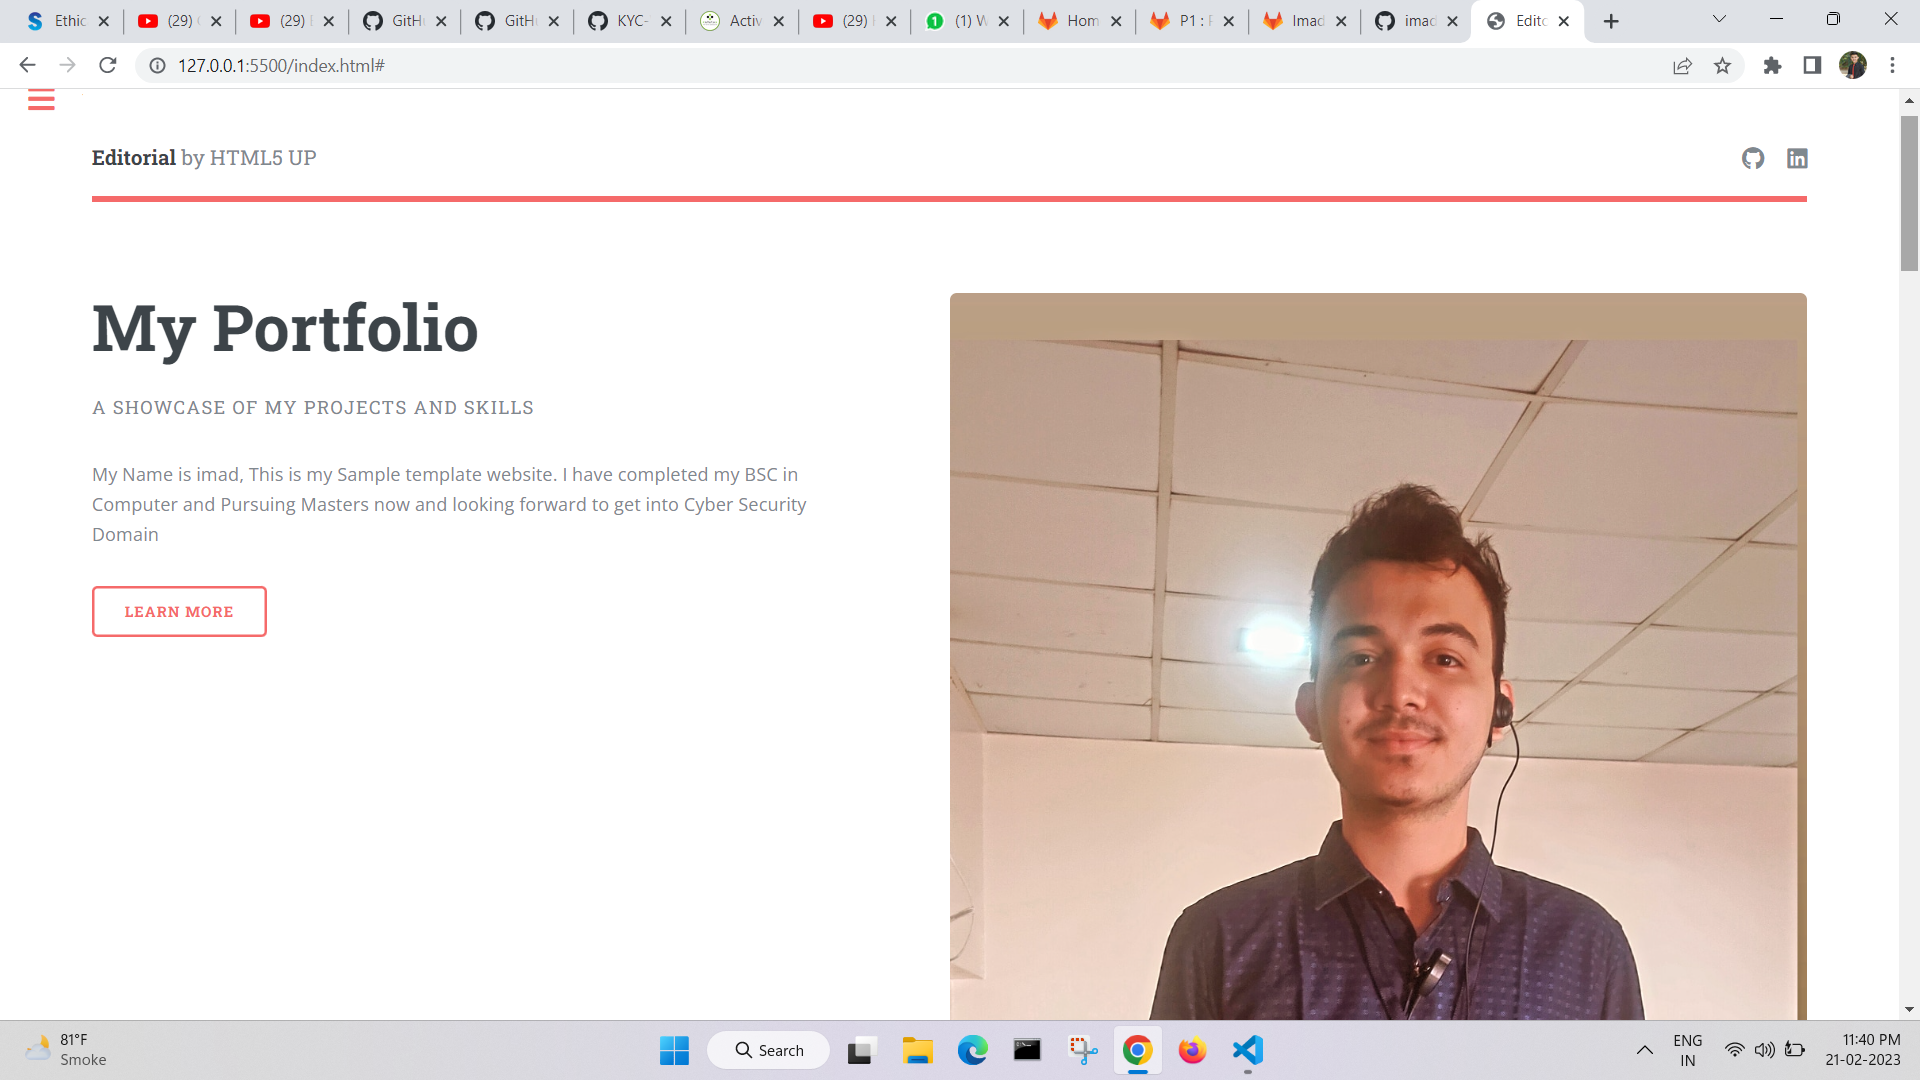 Ethic
(29)
(29)
GitH
GitH
KYC-
Activ
(29)
(1) W
Hom
P1 :
Imad
imad
Edito
127.0.0.1:5500/index.html#
Editorial by HTML5 UP
My Portfolio
A SHOWCASE OF MY PROJECTS AND SKILLS
My Name is imad, This is my Sample template website. I have completed my BSC in
Computer and Pursuing Masters now and looking forward to get into Cyber Security
Domain
LEARN MORE
81°F
Smoke
Search
ENG
IN
11:40 PM
21-02-2023